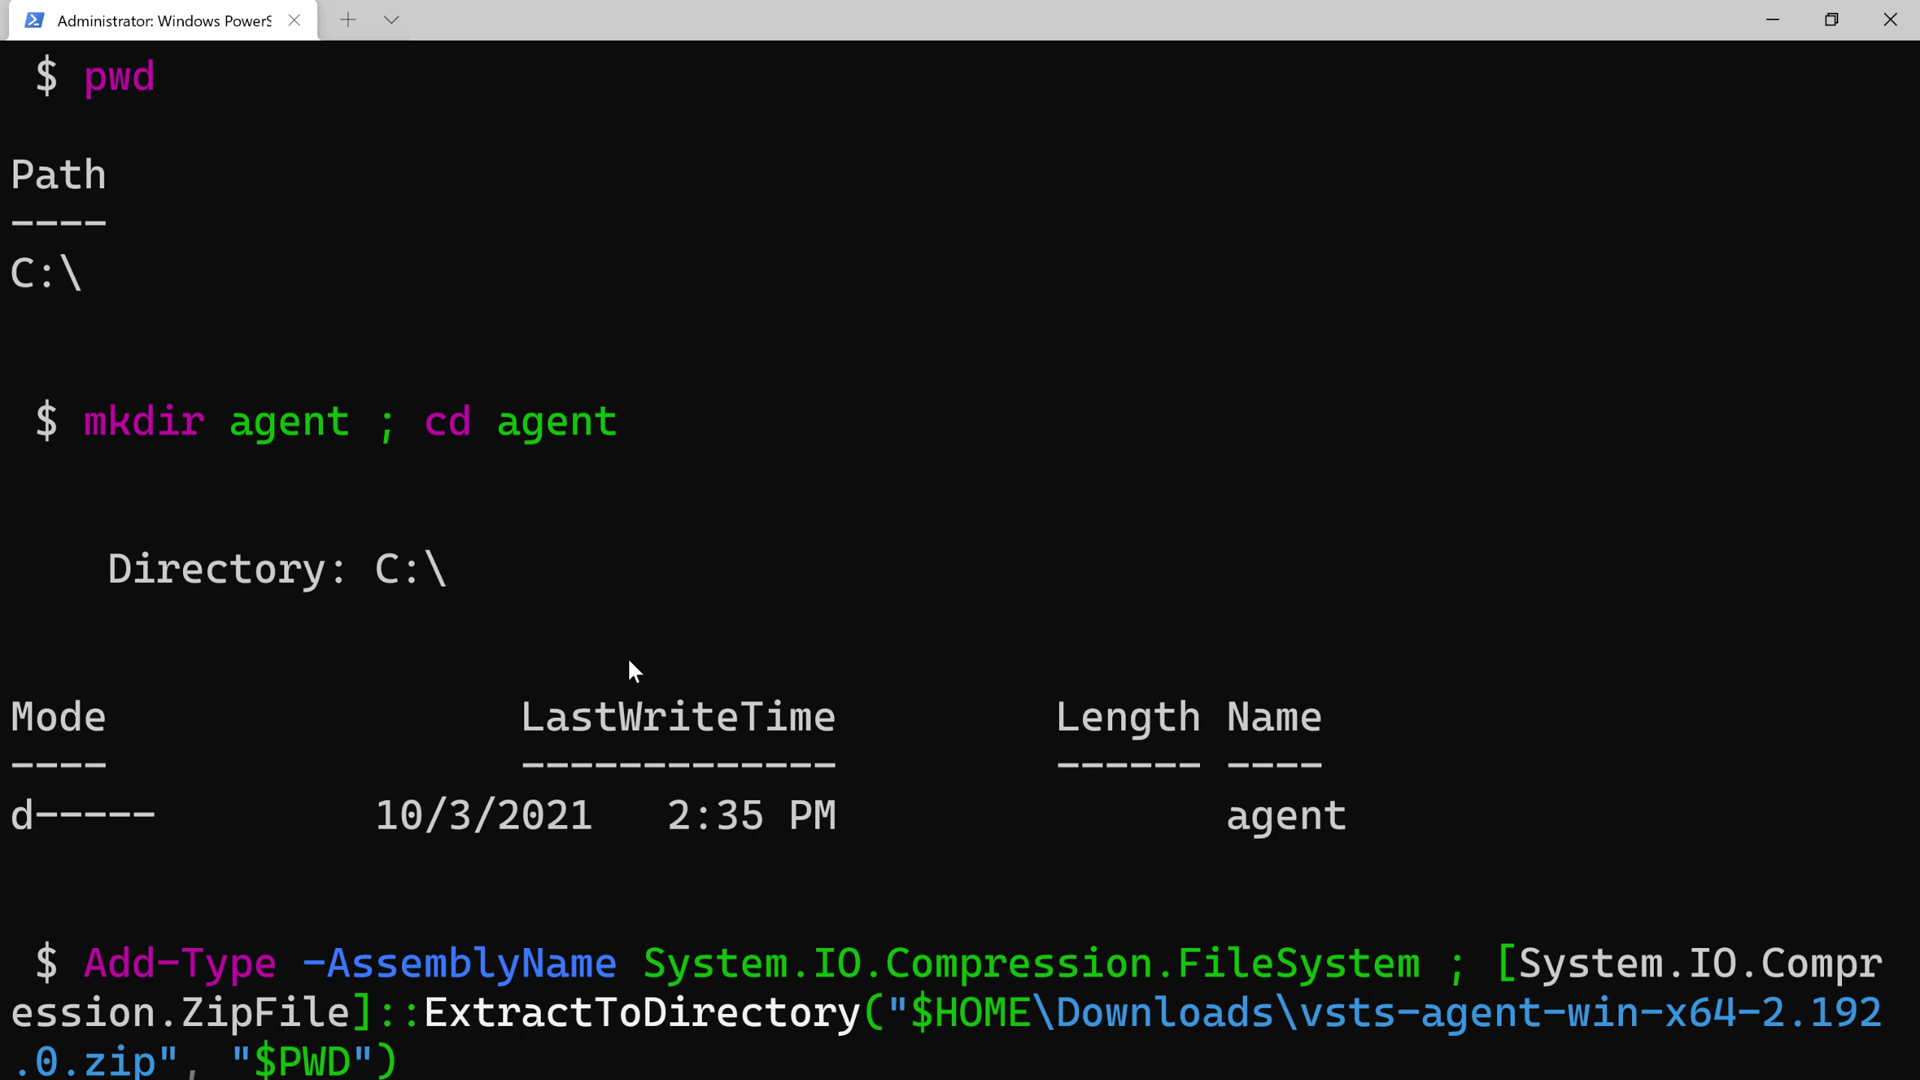 Administrator: Windows PowerS
$ pwd
Path
----
C:\
$ mkdir agent ; cd agent
Directory: C:\
Mode LastWriteTime Length Name
---- ------------- ------ ----
d----- 10/3/2021 2:35 PM agent
$ Add-Type -AssemblyName System.IO.Compression.FileSystem ; [System.IO.Compr
ession.ZipFile]::ExtractToDirectory("$HOME\Downloads\vsts-agent-win-x64-2.192
.0.zip", "$PWD")